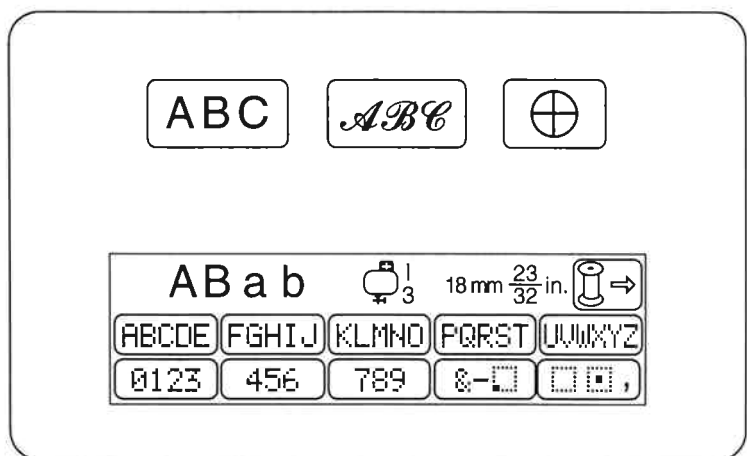 ABC 𝒜ℬ𝒞
ABab 1 3 18 mm 23/32 in.
ABCDE FGHIJ KLMNO PQRST UVWXYZ
0123 456 789 &- ,